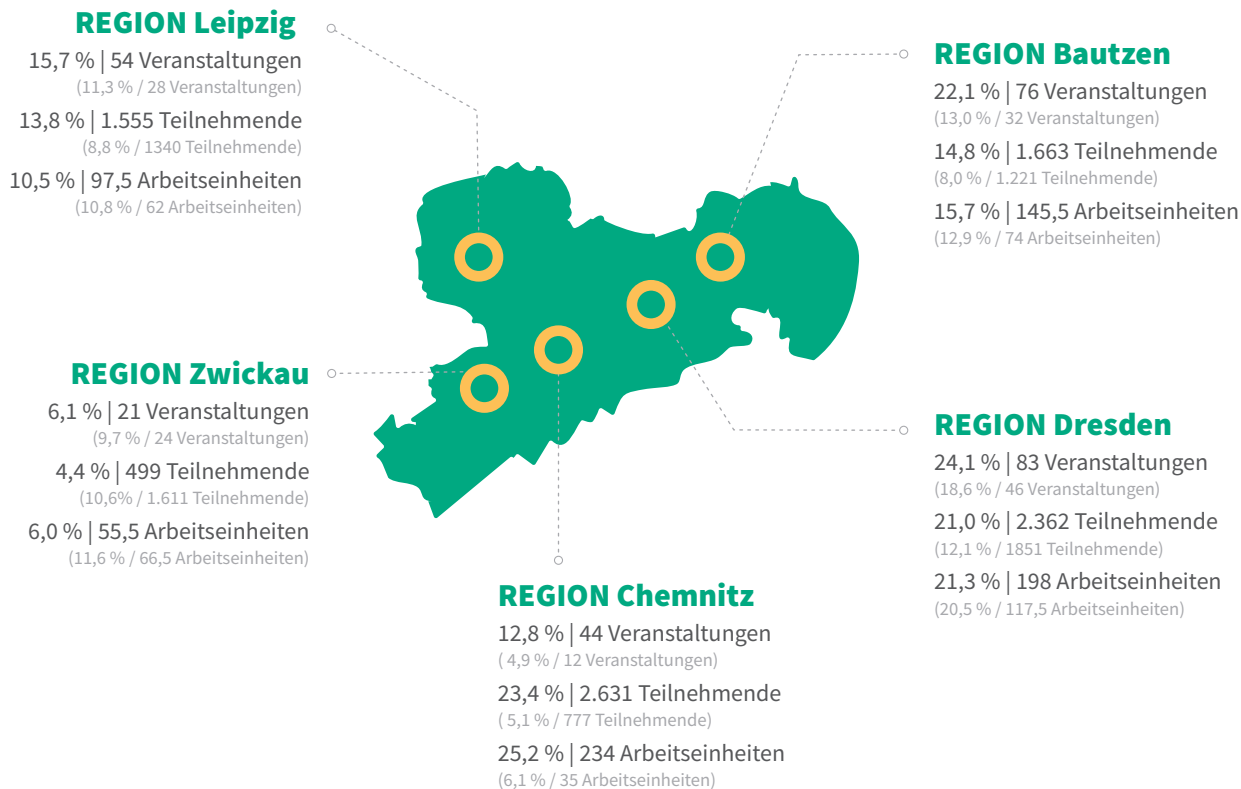 REGION Leipzig
15,7 % | 54 Veranstaltungen
(11,3 % / 28 Veranstaltungen)
13,8 % | 1.555 Teilnehmende
(8,8 % / 1340 Teilnehmende)
10,5 % | 97,5 Arbeitseinheiten
(10,8 % / 62 Arbeitseinheiten)
REGION Bautzen
22,1 % | 76 Veranstaltungen
(13,0 % / 32 Veranstaltungen)
14,8 % | 1.663 Teilnehmende
(8,0 % / 1.221 Teilnehmende)
15,7 % | 145,5 Arbeitseinheiten
(12,9 % / 74 Arbeitseinheiten)
REGION Zwickau
6,1 % | 21 Veranstaltungen
(9,7 % / 24 Veranstaltungen)
4,4 % | 499 Teilnehmende
(10,6% / 1.611 Teilnehmende)
6,0 % | 55,5 Arbeitseinheiten
(11,6 % / 66,5 Arbeitseinheiten)
REGION Dresden
24,1 % | 83 Veranstaltungen
(18,6 % / 46 Veranstaltungen)
21,0 % | 2.362 Teilnehmende
(12,1 % / 1851 Teilnehmende)
21,3 % | 198 Arbeitseinheiten
(20,5 % / 117,5 Arbeitseinheiten)
REGION Chemnitz
12,8 % | 44 Veranstaltungen
( 4,9 % / 12 Veranstaltungen)
23,4 % | 2.631 Teilnehmende
( 5,1 % / 777 Teilnehmende)
25,2 % | 234 Arbeitseinheiten
(6,1 % / 35 Arbeitseinheiten)